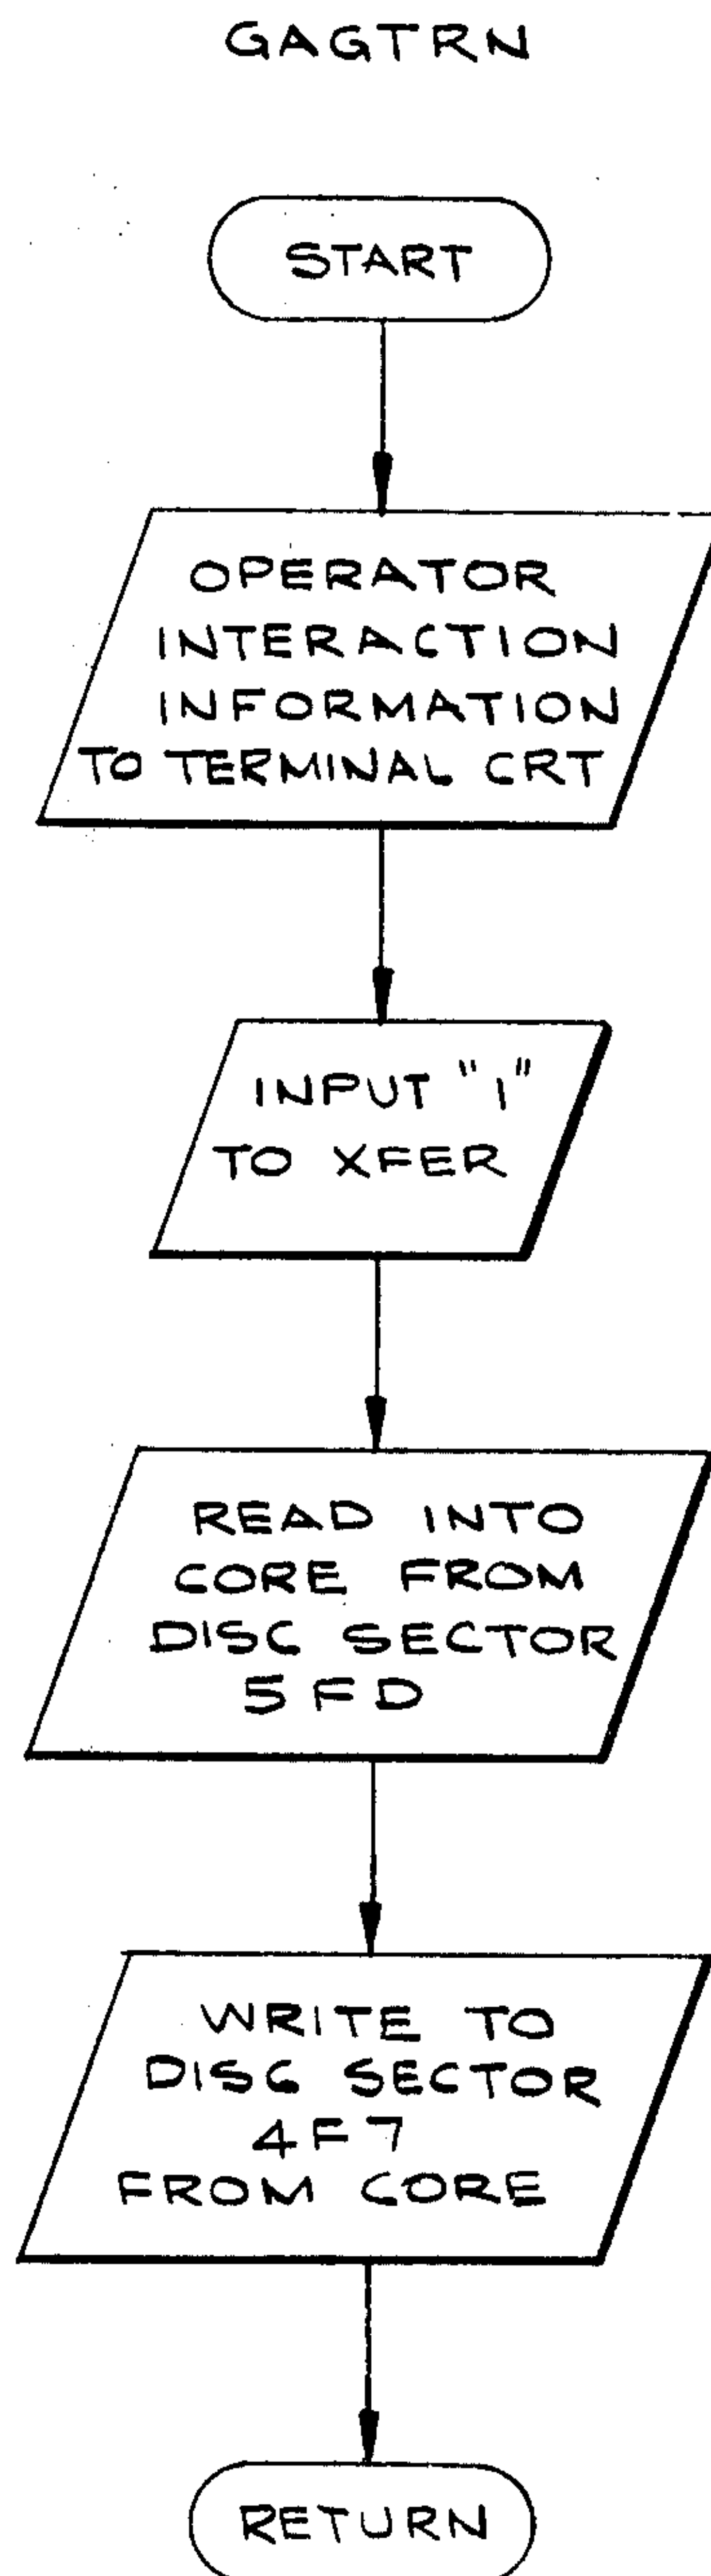 GAGTRN
START
OPERATOR
INTERACTION
INFORMATION
TO TERMINAL CRT
INPUT "1"
TO XFER
READ INTO
CORE FROM
DISC SECTOR
5FD
WRITE TO
DISC SECTOR
4F7
FROM CORE
RETURN